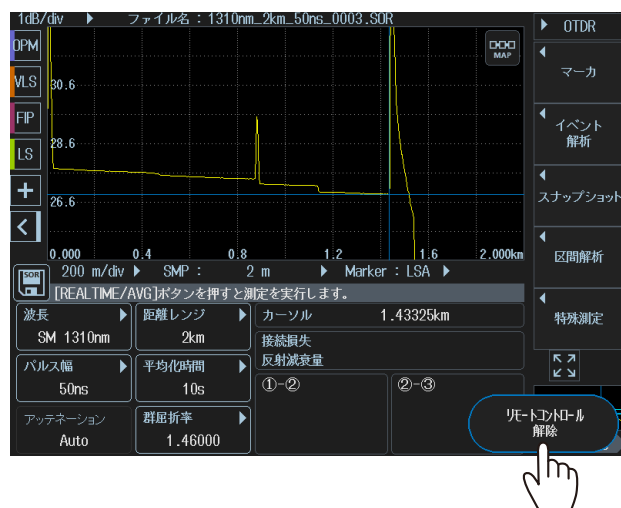 1dB/div ▶ ファイル名 : 1310nm_2km_50ns_0003.SOR
▶ OTDR
OPM
VLS
FIP
LS
+
<
MAP
30.6
28.6
26.6
0.000 0.4 0.8 1.2 1.6 2.000km
マーカ
イベント
解析
スナップショット
区間解析
特殊測定
SOR
200 m/div ▶ SMP : 2 m ▶ Marker : LSA ▶
[REALTIME/AVG]ボタンを押すと測定を実行します。
波長
SM 1310nm
距離レンジ
2km
カーソル 1.43325km
接続損失
反射減衰量
パルス幅
50ns
平均化時間
10s
①-②
②-③
アッテネーション
Auto
群屈折率
1.46000
リモートコントロール
解除